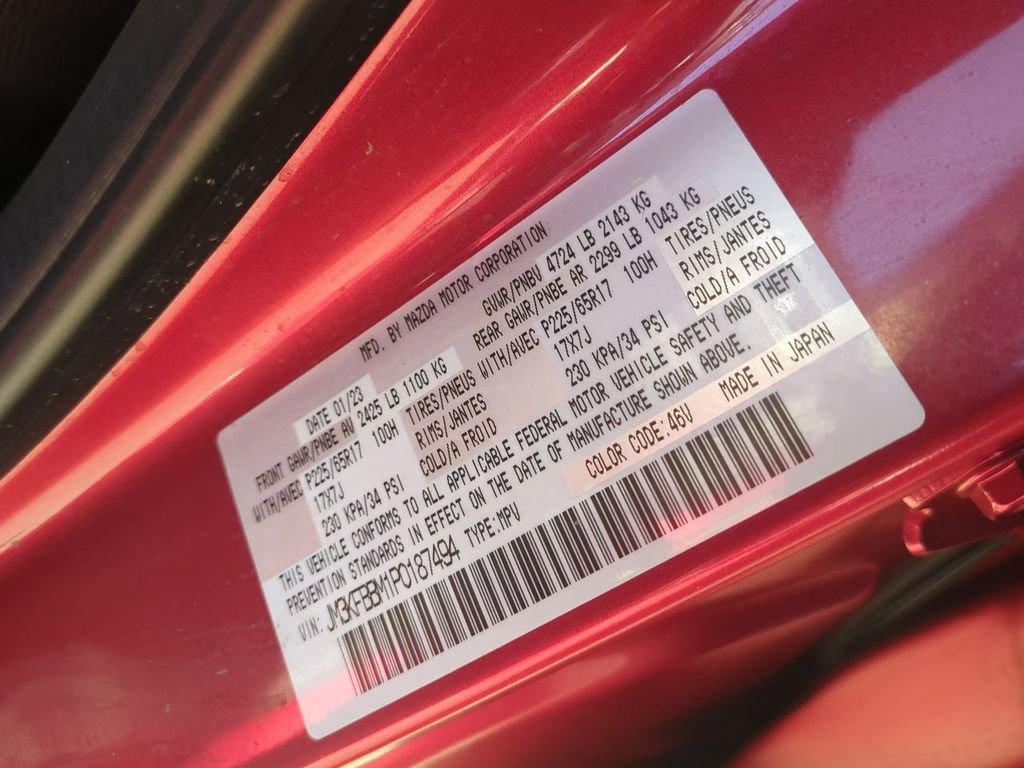 MFD. BY MAZDA MOTOR CORPORATION
DATE 01/23 GVWR/PNBV 4724 LB 2143 KG
FRONT GAWR/PNBE AV 2425 LB 1100 KG REAR GAWR/PNBE AR 2299 LB 1043 KG
WITH/AVEC P225/65R17 100H TIRES/PNEUS WITH/AVEC P225/65R17 100H TIRES/PNEUS
17X7J RIMS/JANTES 17X7J RIMS/JANTES
230 KPA/34 PSI COLD/A FROID 230 KPA/34 PSI COLD/A FROID
THIS VEHICLE CONFORMS TO ALL APPLICABLE FEDERAL MOTOR VEHICLE SAFETY AND THEFT
PREVENTION STANDARDS IN EFFECT ON THE DATE OF MANUFACTURE SHOWN ABOVE.
VIN: JM3KFBBM1P0187494 TYPE:MPV COLOR CODE:46V MADE IN JAPAN